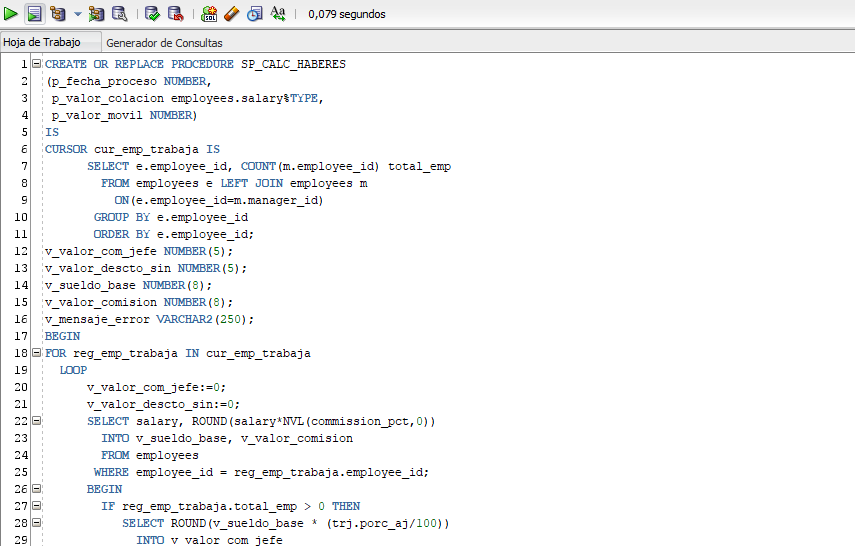 SQL
Aa
0,079 segundos
Hoja de Trabajo
Generador de Consultas
1 CREATE OR REPLACE PROCEDURE SP_CALC_HABERES
2 (p_fecha_proceso NUMBER,
3 p_valor_colacion employees.salary%TYPE,
4 p_valor_movil NUMBER)
5 IS
6 CURSOR cur_emp_trabaja IS
7 SELECT e.employee_id, COUNT(m.employee_id) total_emp
8 FROM employees e LEFT JOIN employees m
9 ON(e.employee_id=m.manager_id)
10 GROUP BY e.employee_id
11 ORDER BY e.employee_id;
12 v_valor_com_jefe NUMBER(5);
13 v_valor_descto_sin NUMBER(5);
14 v_sueldo_base NUMBER(8);
15 v_valor_comision NUMBER(8);
16 v_mensaje_error VARCHAR2(250);
17 BEGIN
18 FOR reg_emp_trabaja IN cur_emp_trabaja
19 LOOP
20 v_valor_com_jefe:=0;
21 v_valor_descto_sin:=0;
22 SELECT salary, ROUND(salary*NVL(commission_pct,0))
23 INTO v_sueldo_base, v_valor_comision
24 FROM employees
25 WHERE employee_id = reg_emp_trabaja.employee_id;
26 BEGIN
27 IF reg_emp_trabaja.total_emp > 0 THEN
28 SELECT ROUND(v_sueldo_base * (trj.porc_aj/100))
29 INTO v_valor_com_jefe